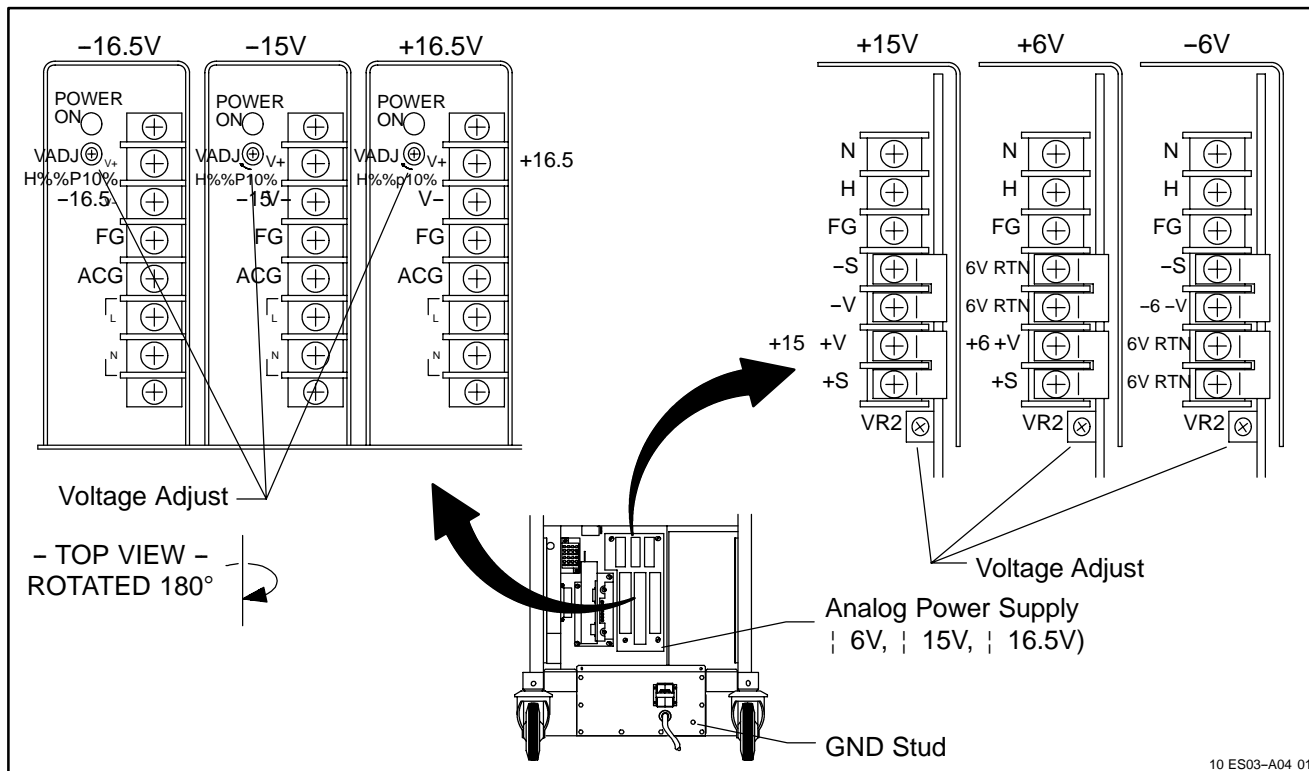 −16.5V
−15V
+16.5V
POWER
ON
VADJ
V+
H%%P10%
−16.5
V−
FG
ACG
L
N
POWER
ON
VADJ
V+
H%%P10%
−15V−
FG
ACG
L
N
POWER
ON
VADJ
V+
+16.5
H%%p10%
V−
FG
ACG
L
N
Voltage Adjust
− TOP VIEW −
ROTATED 180°
+15V
+6V
−6V
N
H
FG
−S
−V
+15 +V
+S
VR2
N
H
FG
6V RTN
6V RTN
+6 +V
+S
VR2
N
H
FG
−S
−6 −V
6V RTN
6V RTN
VR2
Voltage Adjust
Analog Power Supply
¦ 6V, ¦ 15V, ¦ 16.5V)
GND Stud
10 ES03−A04 01